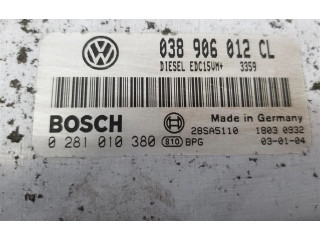 038 906 012 CL
DIESEL EDC15VM+ 3359
BOSCH
Made in Germany
28SA5110 1803 0932
0 281 010 380 810 BPG 03-01-04